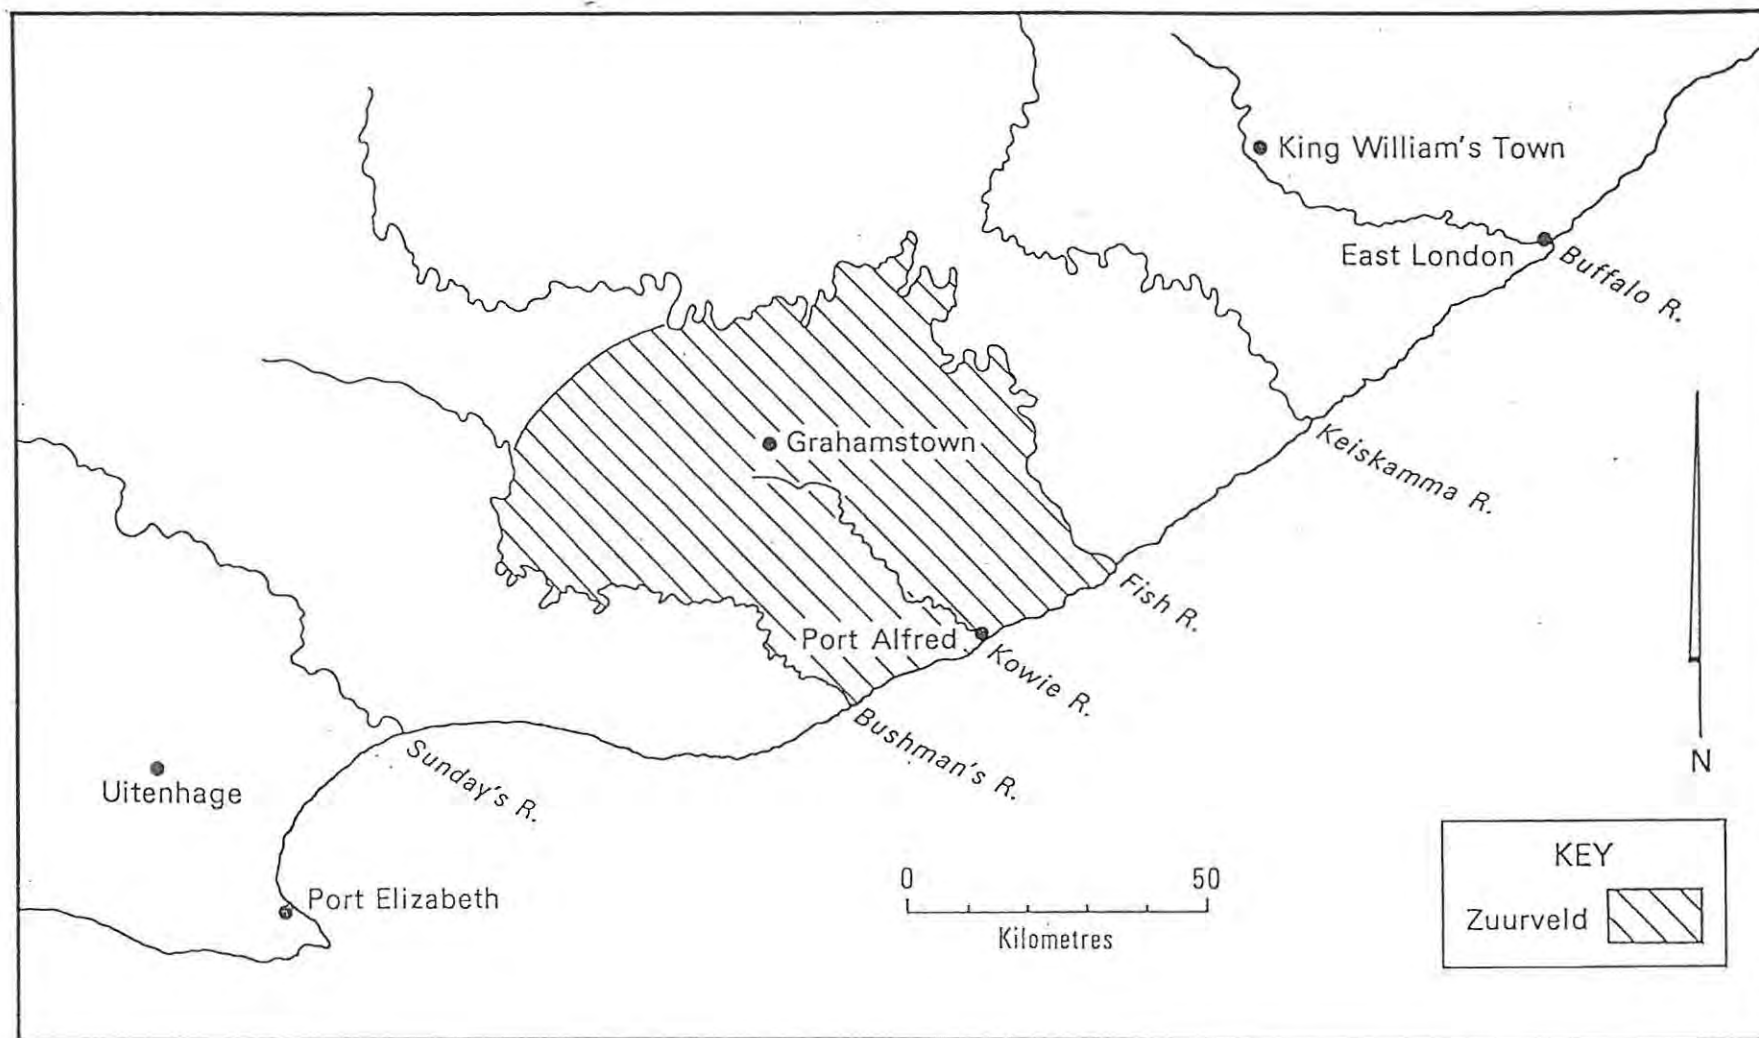 King William's Town
East London
Buffalo R.
Grahamstown
Keiskamma R.
Fish R.
Port Alfred
Kowie R.
Bushman's R.
Sunday's R.
Uitenhage
Port Elizabeth
0 50
Kilometres
N
KEY
Zuurveld